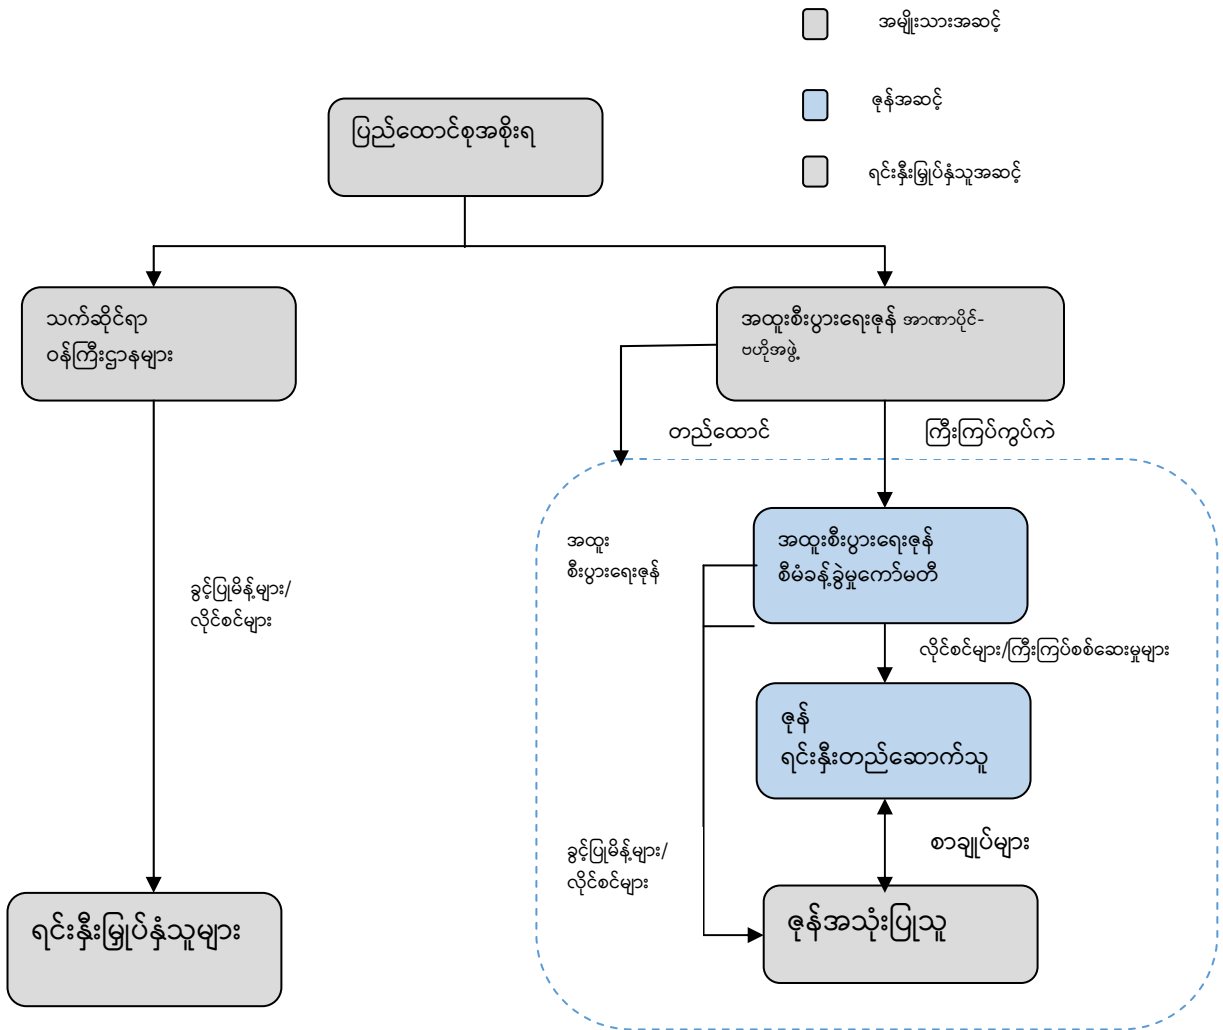 အမျိုးသားအဆင့်
ဇုန်အဆင့်
ရင်းနှီးမြှုပ်နှံသူအဆင့်
ပြည်ထောင်စုအစိုးရ
သက်ဆိုင်ရာ
ဝန်ကြီးဌာနများ
အထူးစီးပွားရေးဇုန် အာဏာပိုင်-
ဗဟိုအဖွဲ့
တည်ထောင်
ကြီးကြပ်ကွပ်ကဲ
အထူး
စီးပွားရေးဇုန်
အထူးစီးပွားရေးဇုန်
စီမံခန့်ခွဲမှုကော်မတီ
ခွင့်ပြုမိန့်များ/
လိုင်စင်များ
လိုင်စင်များ/ကြီးကြပ်စစ်ဆေးမှုများ
ဇုန်
ရင်းနှီးတည်ဆောက်သူ
စာချုပ်များ
ခွင့်ပြုမိန့်များ/
လိုင်စင်များ
ရင်းနှီးမြှုပ်နှံသူများ
ဇုန်အသုံးပြုသူ